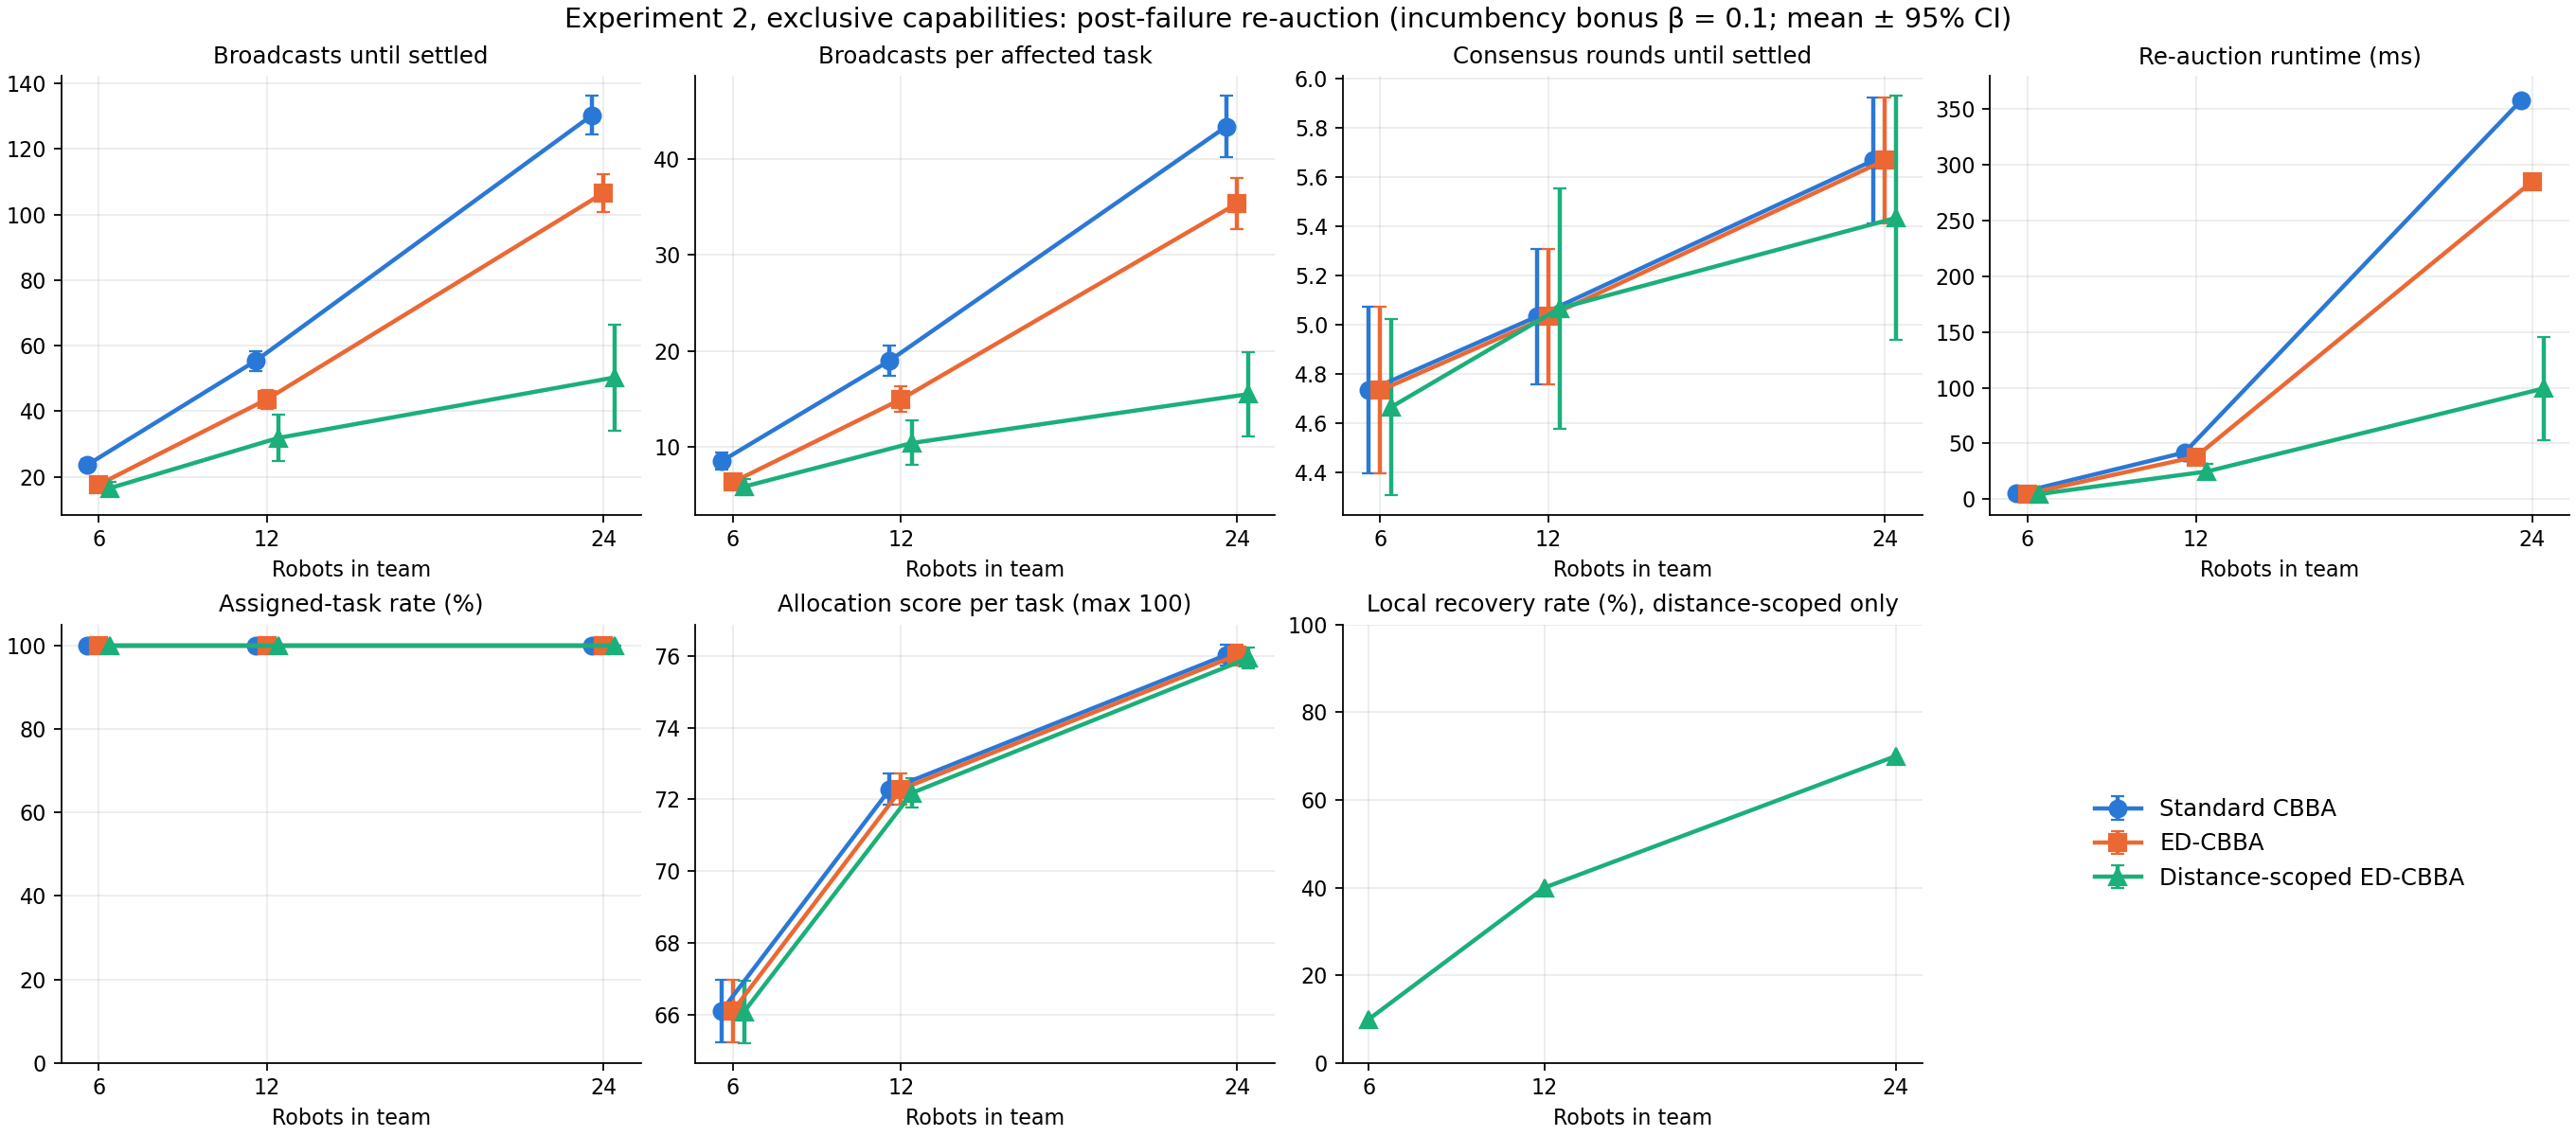 Experiment 2, exclusive capabilities: post-failure re-auction (incumbency bonus β = 0.1; mean ± 95% CI)
Broadcasts until settled
140
120
100
80
60
40
20
6 12 24
Robots in team
Broadcasts per affected task
40
30
20
10
6 12 24
Robots in team
Consensus rounds until settled
6.0
5.8
5.6
5.4
5.2
5.0
4.8
4.6
4.4
6 12 24
Robots in team
Re-auction runtime (ms)
350
300
250
200
150
100
50
0
6 12 24
Robots in team
Assigned-task rate (%)
100
80
60
40
20
0
6 12 24
Robots in team
Allocation score per task (max 100)
76
74
72
70
68
66
6 12 24
Robots in team
Local recovery rate (%), distance-scoped only
100
80
60
40
20
0
6 12 24
Robots in team
Standard CBBA
ED-CBBA
Distance-scoped ED-CBBA